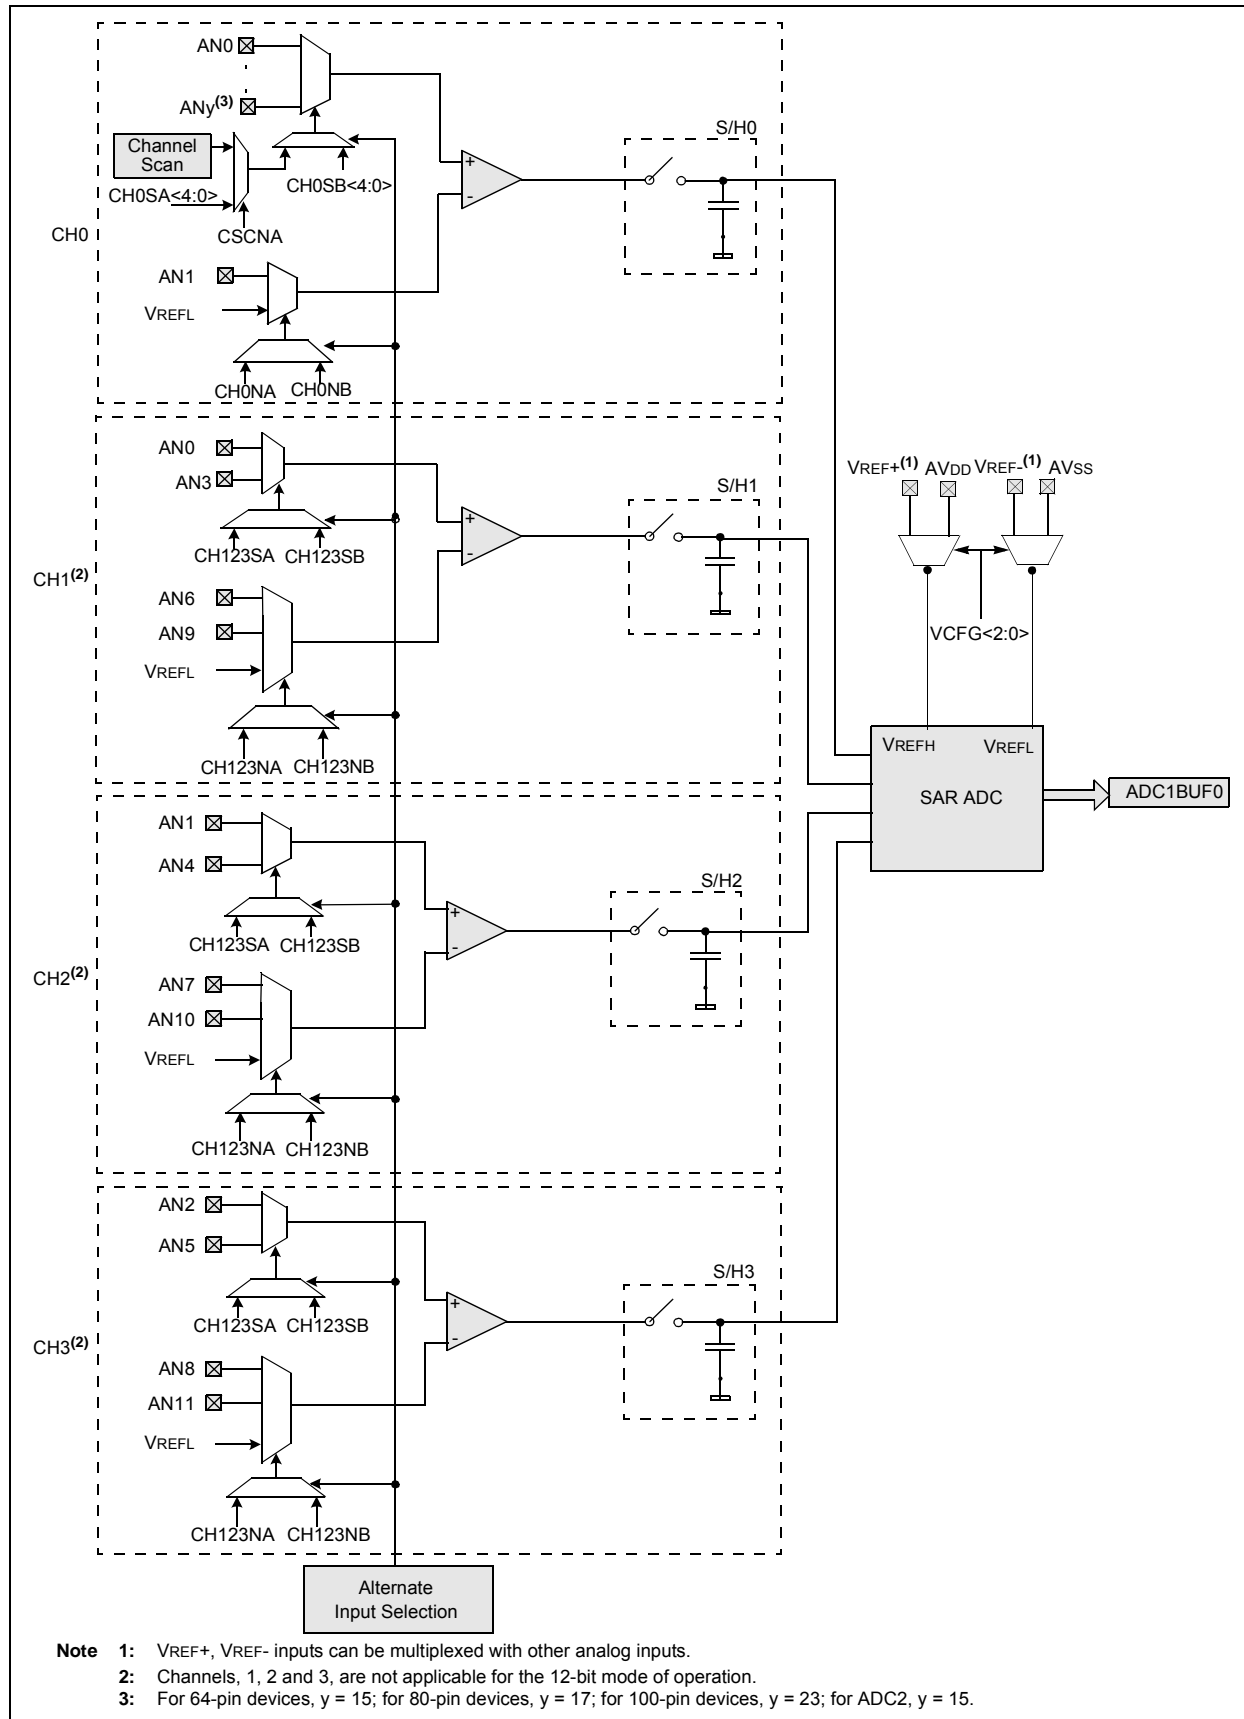 AN0
ANy(3)
S/H0
+
-
Channel
Scan
CH0SA<4:0>
CH0SB<4:0>
CSCNA
CH0
AN1
VREFL
CH0NA CH0NB
AN0
AN3
S/H1
+
-
CH123SA CH123SB
CH1(2)
AN6
AN9
VREFL
CH123NA CH123NB
VREF+(1) AVDD VREF-(1) AVSS
VCFG<2:0>
VREFH VREFL
SAR ADC
ADC1BUF0
AN1
AN4
S/H2
+
-
CH123SA CH123SB
CH2(2)
AN7
AN10
VREFL
CH123NA CH123NB
AN2
AN5
S/H3
+
-
CH123SA CH123SB
CH3(2)
AN8
AN11
VREFL
CH123NA CH123NB
Alternate
Input Selection
Note 1: VREF+, VREF- inputs can be multiplexed with other analog inputs.
2: Channels, 1, 2 and 3, are not applicable for the 12-bit mode of operation.
3: For 64-pin devices, y = 15; for 80-pin devices, y = 17; for 100-pin devices, y = 23; for ADC2, y = 15.